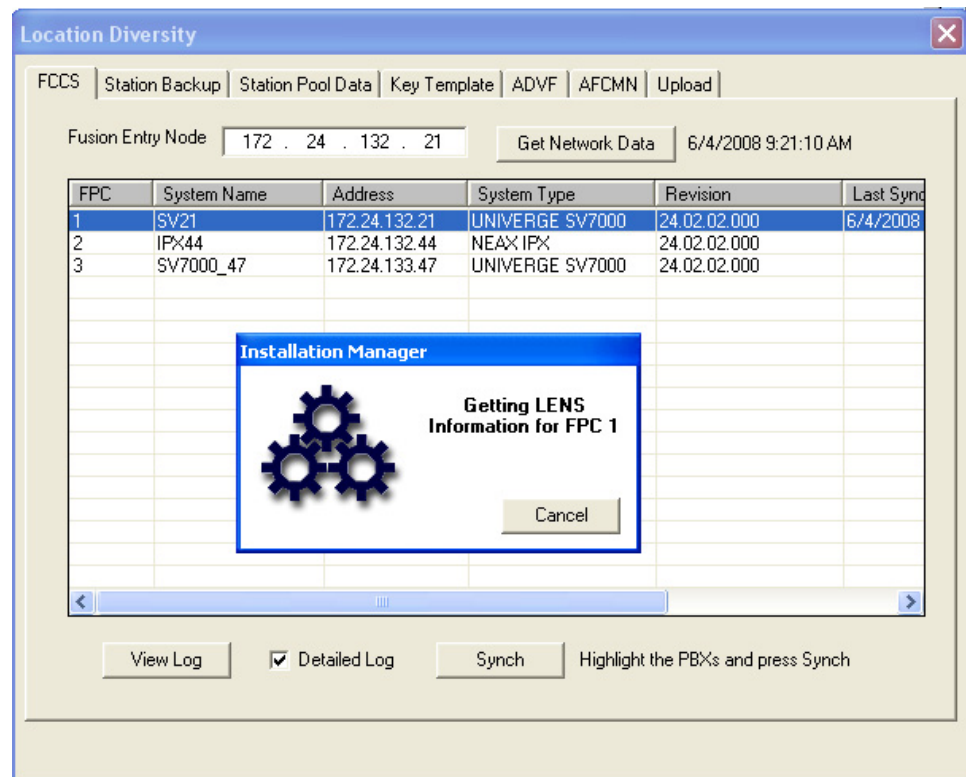 Location Diversity
FCCS Station Backup Station Pool Data Key Template ADVF AFCMN Upload
Fusion Entry Node 172 . 24 . 132 . 21 Get Network Data 6/4/2008 9:21:10 AM
FPC System Name Address System Type Revision Last Synd
1 SV21 172.24.132.21 UNIVERGE SV7000 24.02.02.000 6/4/2008
2 IPX44 172.24.132.44 NEAX IPX 24.02.02.000
3 SV7000_47 172.24.133.47 UNIVERGE SV7000 24.02.02.000
Installation Manager
Getting LENS
Information for FPC 1
Cancel
View Log Detailed Log Synch Highlight the PBXs and press Synch